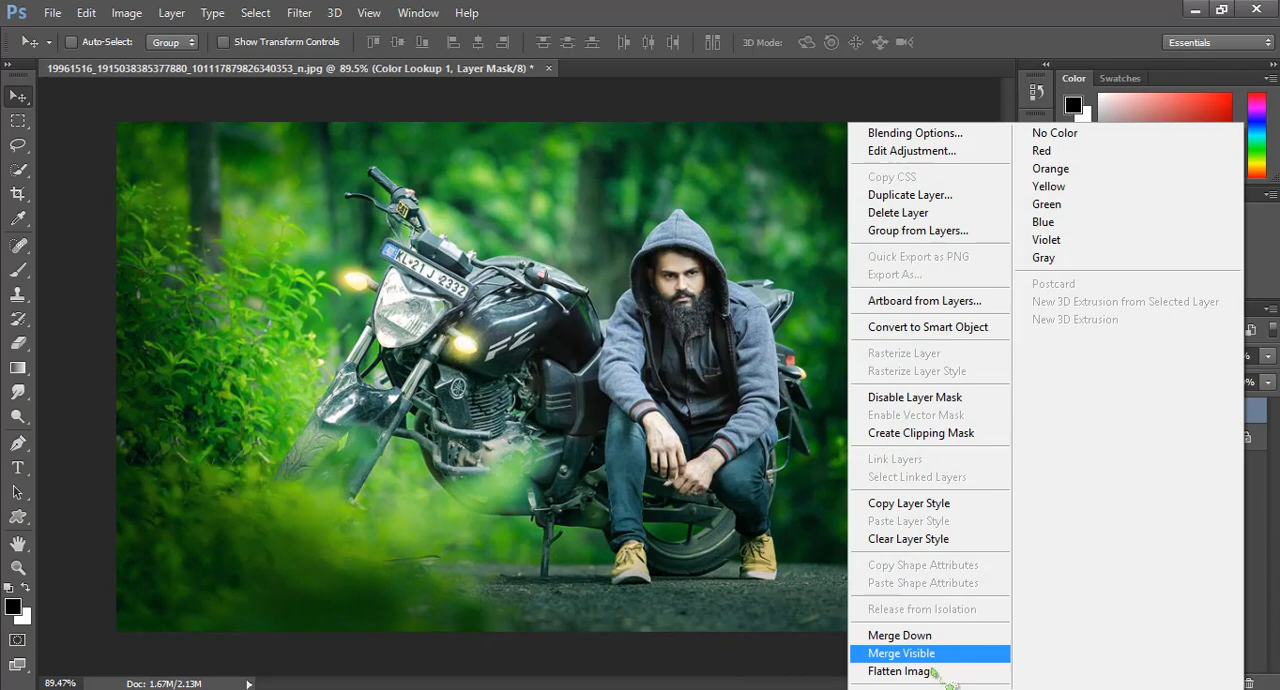 Ps File Edit Image Layer Type Select Filter 3D View Window Help
Auto-Select: Group Show Transform Controls 3D Mode: Essentials
19961516_1915038385377880_101117879826340353_n.jpg @ 89.5% (Color Lookup 1, Layer Mask/8) *
Color Swatches
Blending Options...
Edit Adjustment...
Copy CSS
Duplicate Layer...
Delete Layer
Group from Layers...
Quick Export as PNG
Export As...
Artboard from Layers...
Convert to Smart Object
Rasterize Layer
Rasterize Layer Style
Disable Layer Mask
Enable Vector Mask
Create Clipping Mask
Link Layers
Select Linked Layers
Copy Layer Style
Paste Layer Style
Clear Layer Style
Copy Shape Attributes
Paste Shape Attributes
Release from Isolation
Merge Down
Merge Visible
Flatten Image
No Color
Red
Orange
Yellow
Green
Blue
Violet
Gray
Postcard
New 3D Extrusion from Selected Layer
New 3D Extrusion
KL•21 J 2332
FZ
%
%
89.47% Doc: 1.67M/2.13M